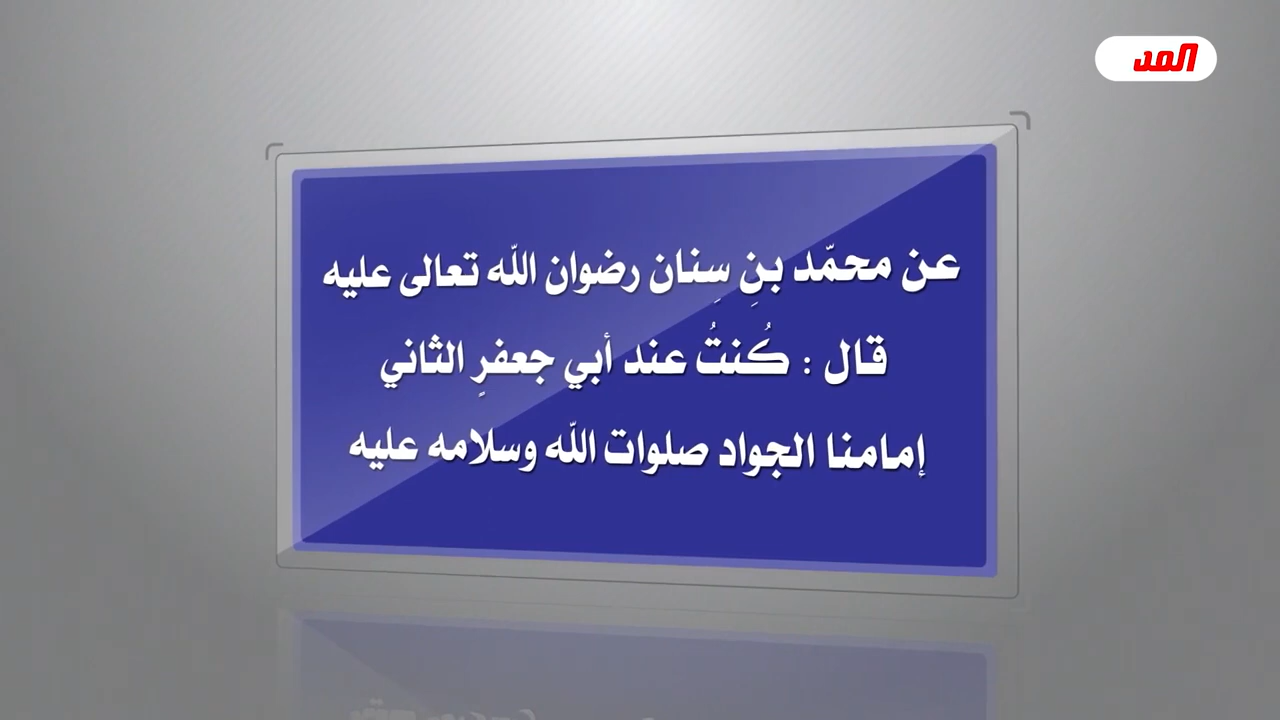 المد
عن محمّد بنِ سِنان رضوان اللّه تعالى عليه
قال : كُنتُ عند أبي جعفرٍ الثاني
إمامنا الجواد صلوات اللّه وسلامه عليه